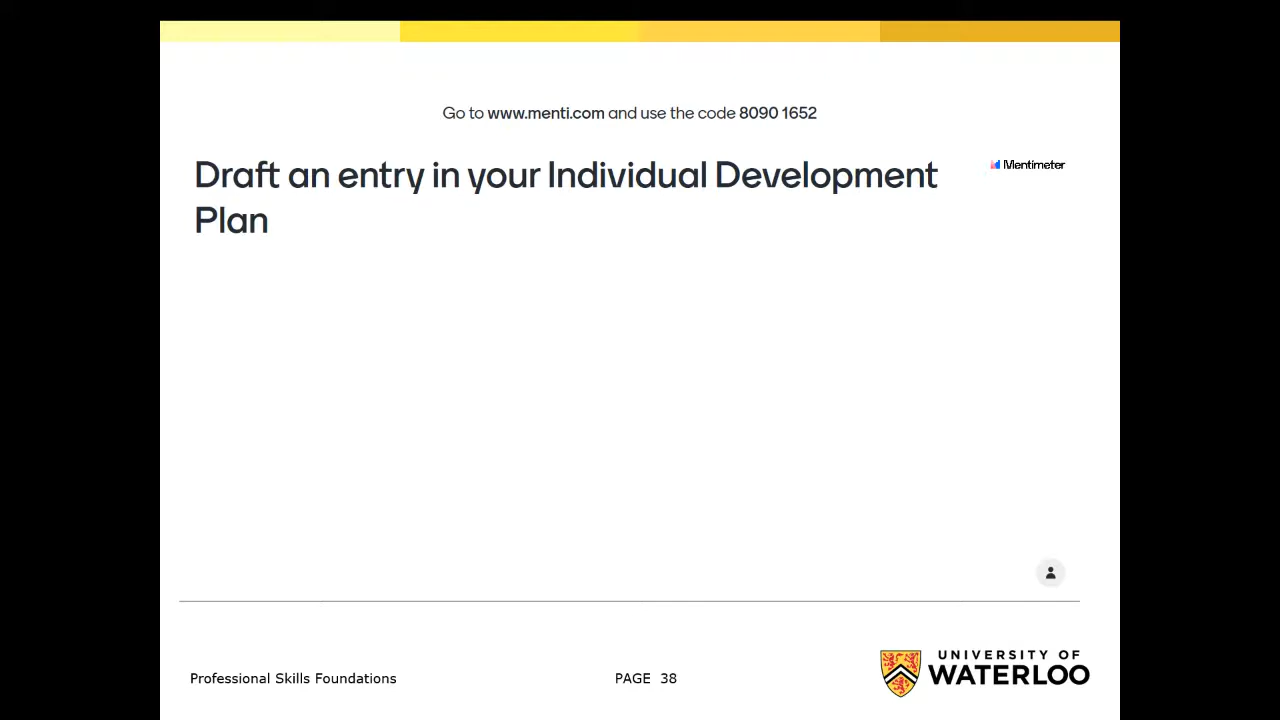 Go to www.menti.com and use the code 8090 1652
Draft an entry in your Individual Development
Plan
Mentimeter
Professional Skills Foundations
PAGE 38
UNIVERSITY OF
WATERLOO